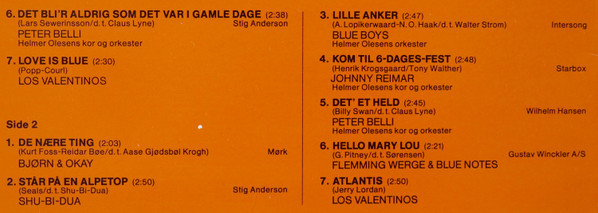 6. DET BLI'R ALDRIG SOM DET VAR I GAMLE DAGE (2:38)
(Lars Sewerinsson/d.t. Claus Lyne) Stig Anderson
PETER BELLI
Helmer Olesens kor og orkester
7. LOVE IS BLUE (2:30)
(Popp-Courl)
LOS VALENTINOS
Side 2
1. DE NÆRE TING (2:03)
(Kurt Foss-Reidar Bøe/d.t. Aase Gjødsbøl Krogh) Mørk
BJØRN & OKAY
2. STÅR PÅ EN ALPETOP (2:50)
(Seals/d.t. Shu-Bi-Dua) Stig Anderson
SHU-BI-DUA
3. LILLE ANKER (2:47)
(A. Lopikerwaard-N.O. Haak/d.t. Walter Strom) Intersong
BLUE BOYS
Helmer Olesens kor og orkester
4. KOM TIL 6-DAGES-FEST (2:48)
(Henrik Krogsgaard/Tony Walther) Starbox
JOHNNY REIMAR
Helmer Olesens kor og orkester
5. DET' ET HELD (2:45)
(Billy Swan/d.t. Claus Lyne) Wilhelm Hansen
PETER BELLI
Helmer Olesens kor og orkester
6. HELLO MARY LOU (2:21)
(G. Pitney/d.t. Sørensen) Gustav Winckler A/S
FLEMMING WERGE & BLUE NOTES
7. ATLANTIS (2:50)
(Jerry Lordan)
LOS VALENTINOS